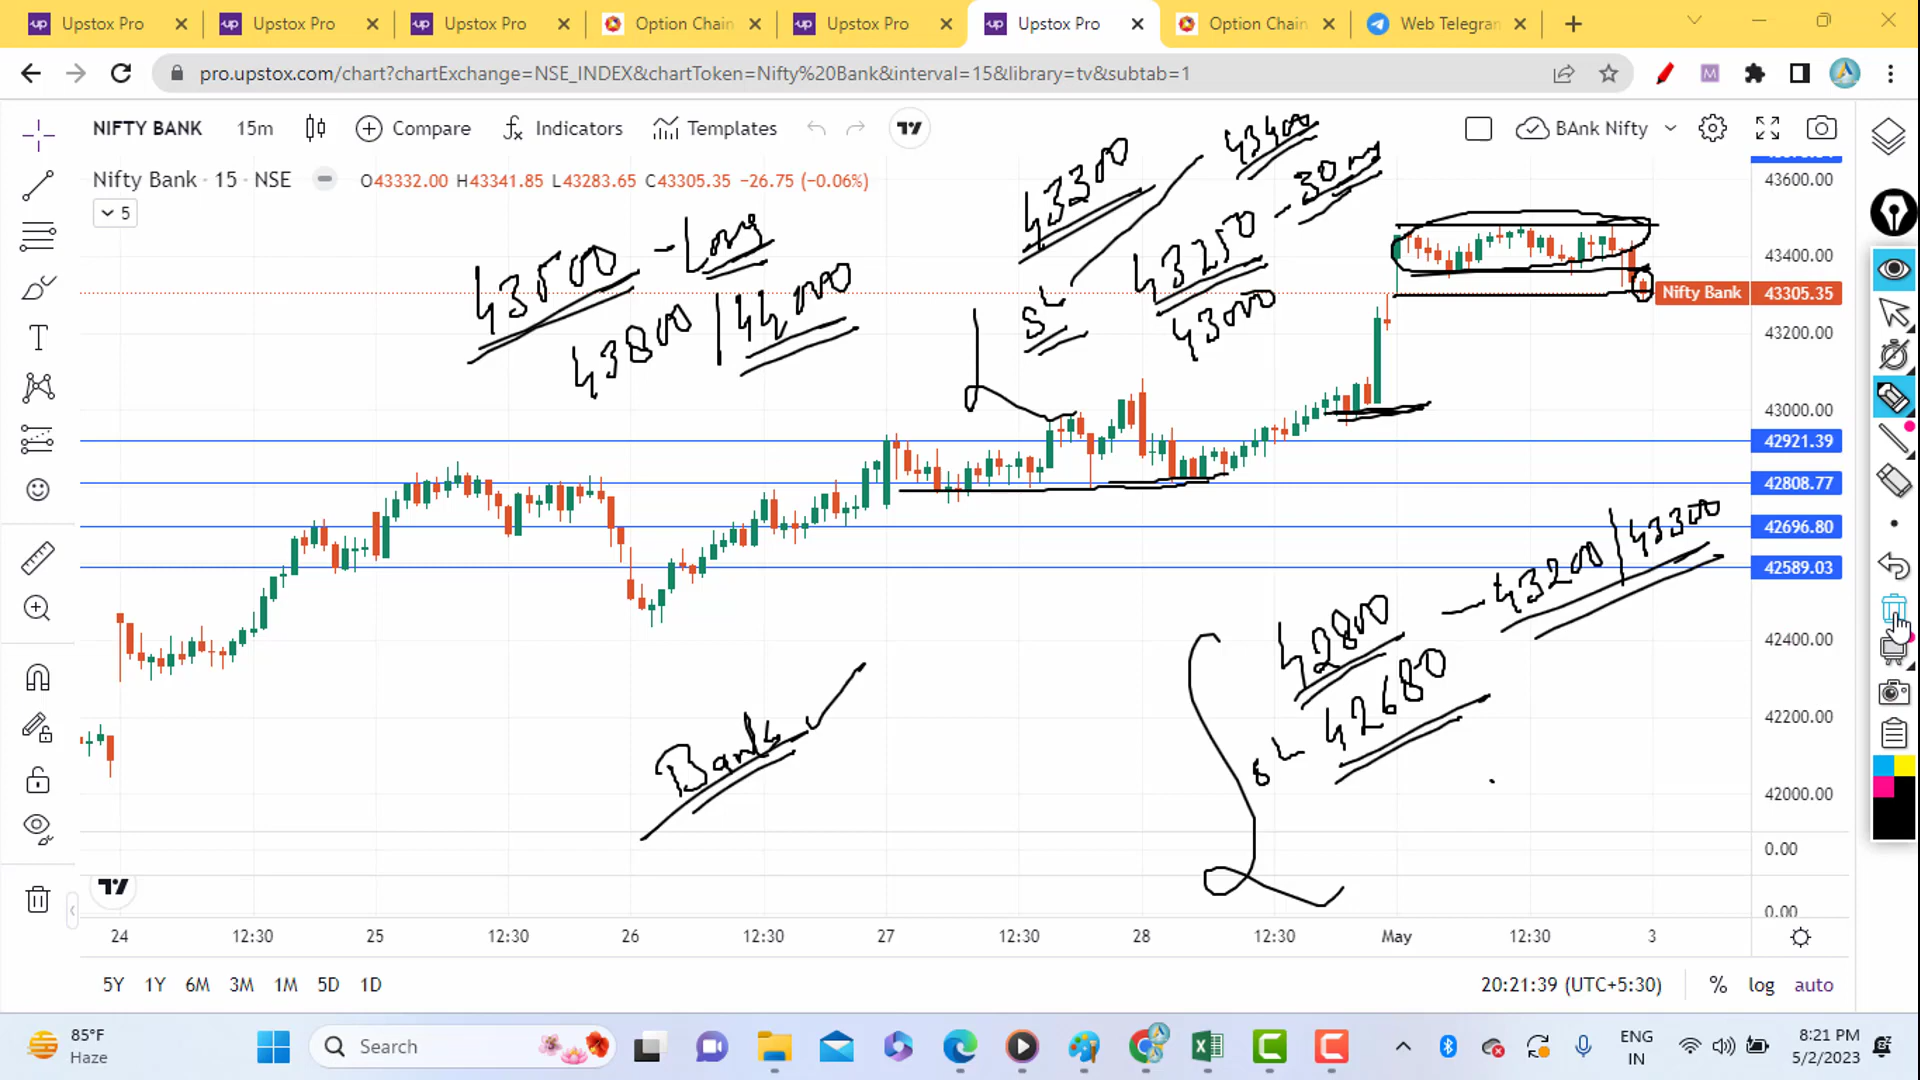 Upstox Pro
Upstox Pro
Upstox Pro
Option Chain
Upstox Pro
Upstox Pro
Option Chain
Web Telegram
pro.upstox.com/chart?chartExchange=NSE_INDEX&chartToken=Nifty%20Bank&interval=15&library=tv&subtab=1
NIFTY BANK 15m Compare Indicators Templates
BAnk Nifty
Nifty Bank · 15 · NSE O43332.00 H43341.85 L43283.65 C43305.35 −26.75 (−0.06%)
5
43500 - Long
43800 / 44000
43300
43400
43250 - 30m
SL
43000
43600.00
43400.00
Nifty Bank 43305.35
43200.00
43000.00
42921.39
42808.77
42696.80
42589.03
42400.00
42200.00
42000.00
0.00
0.00
42800 - 43200 / 43300
SL 42680
24 12:30 25 12:30 26 12:30 27 12:30 28 12:30 May 12:30 3
5Y 1Y 6M 3M 1M 5D 1D
20:21:39 (UTC+5:30) % log auto
85°F
Haze
Search
ENG
IN
8:21 PM
5/2/2023